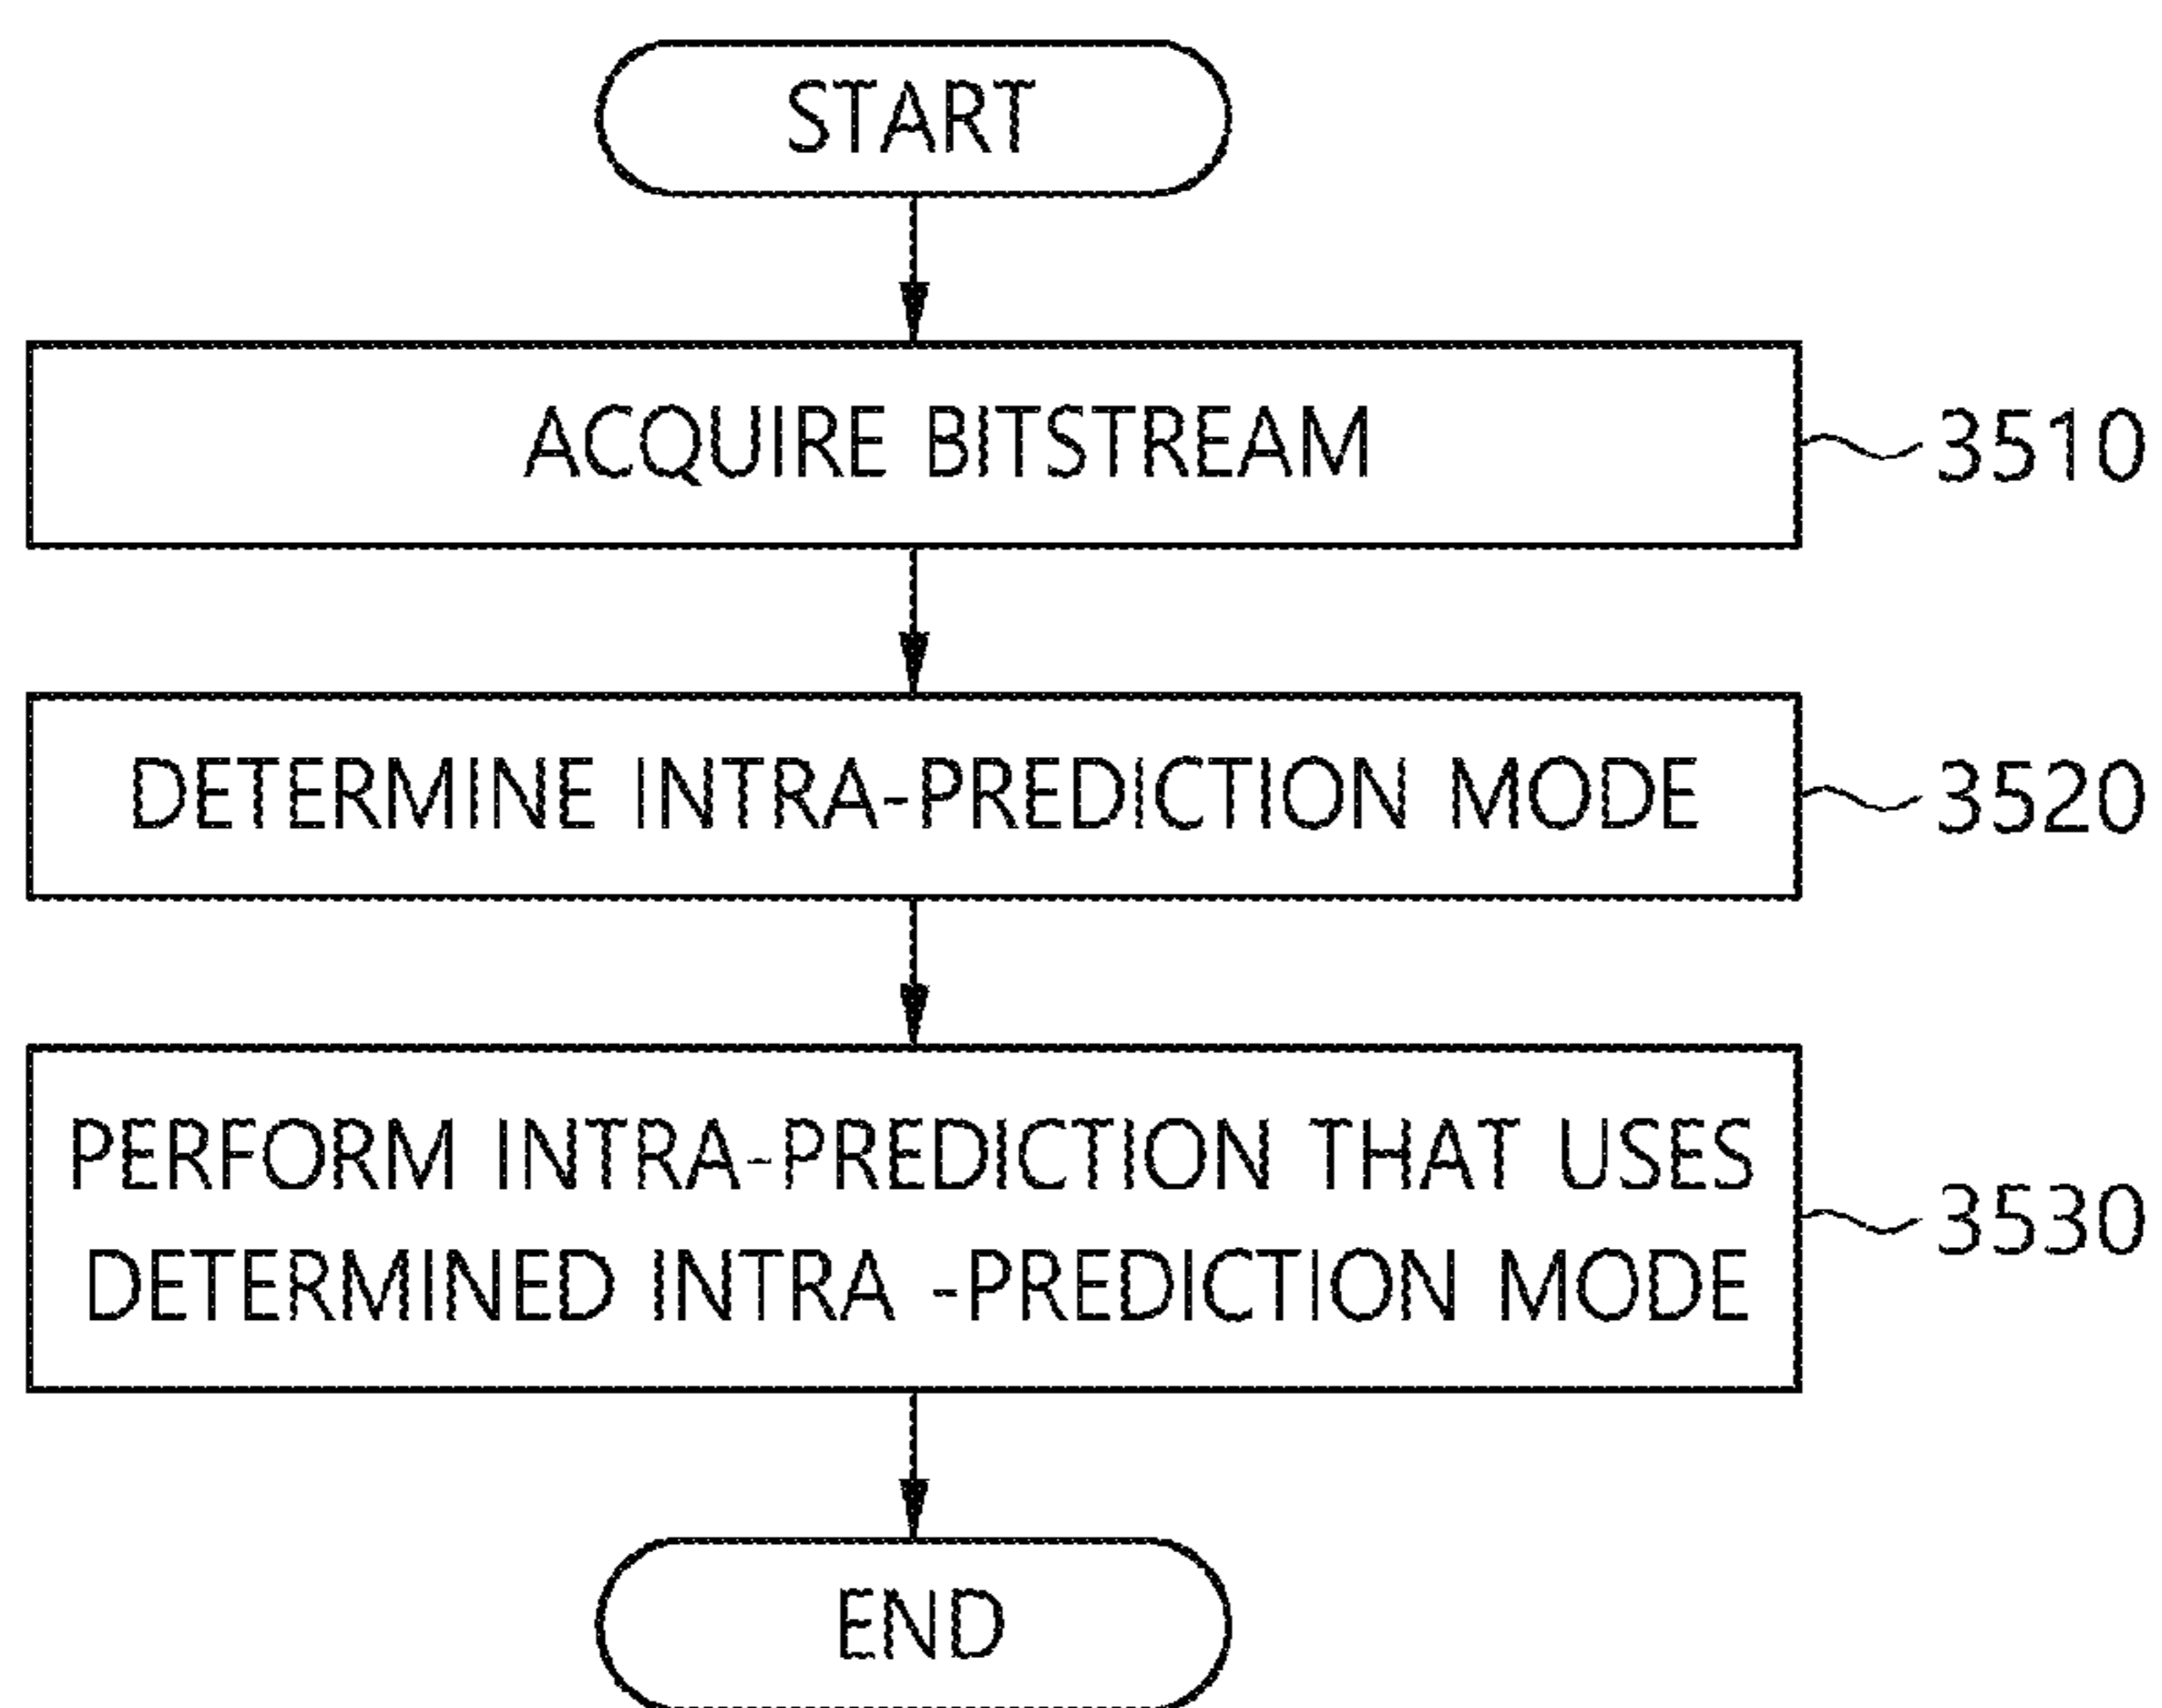 START
ACQUIRE BITSTREAM
3510
DETERMINE INTRA-PREDICTION MODE
3520
PERFORM INTRA-PREDICTION THAT USES
DETERMINED INTRA -PREDICTION MODE
3530
END